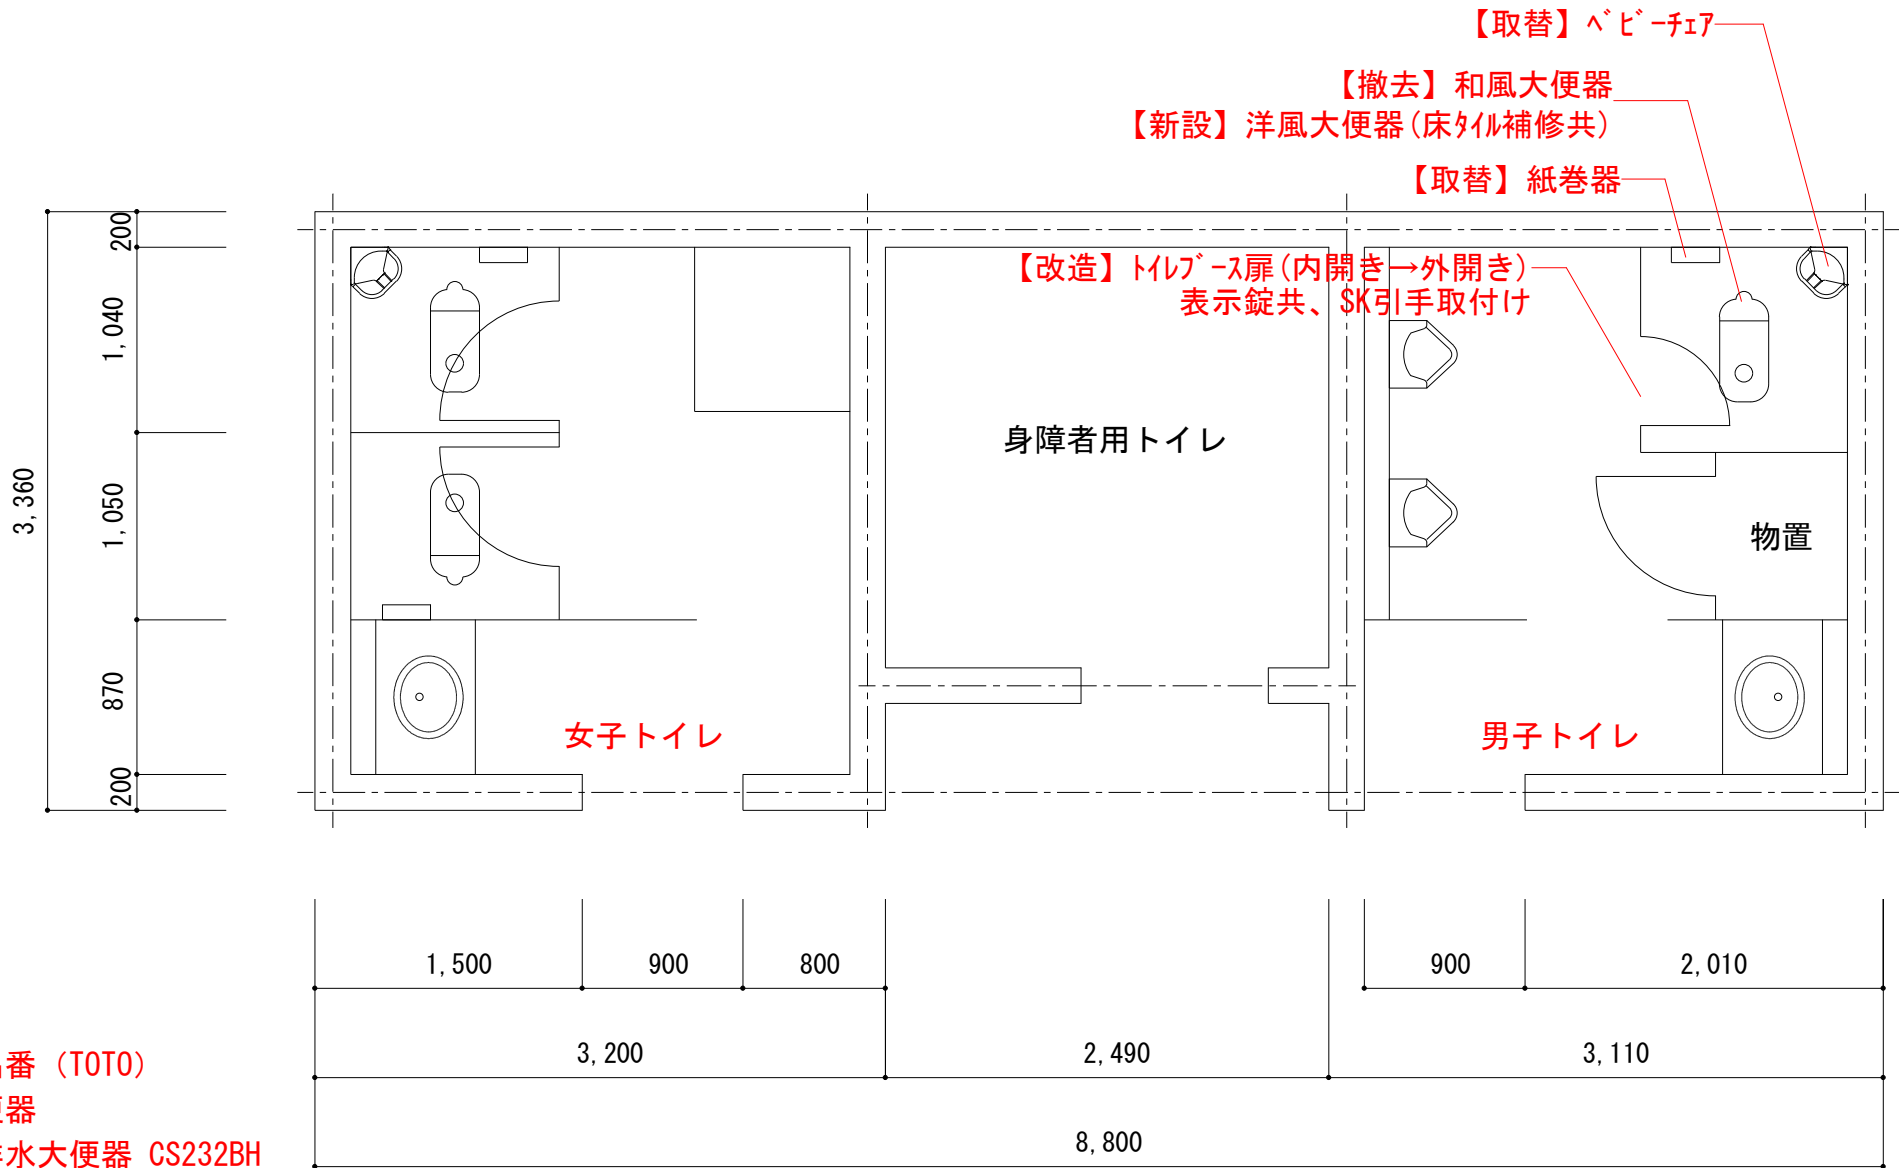 【取替】ﾍﾞﾋﾞｰﾁｪｱ
【撤去】和風大便器
【新設】洋風大便器(床ﾀｲﾙ補修共)
【取替】紙巻器
【改造】ﾄｲﾚﾌﾞｰｽ扉(内開き→外開き)
表示錠共、SK引手取付け
200
1,040
1,050
870
200
3,360
身障者用トイレ
物置
女子トイレ
男子トイレ
1,500
900
800
900
2,010
3,200
2,490
3,110
8,800
番（TOTO）
器
水大便器 CS232BH